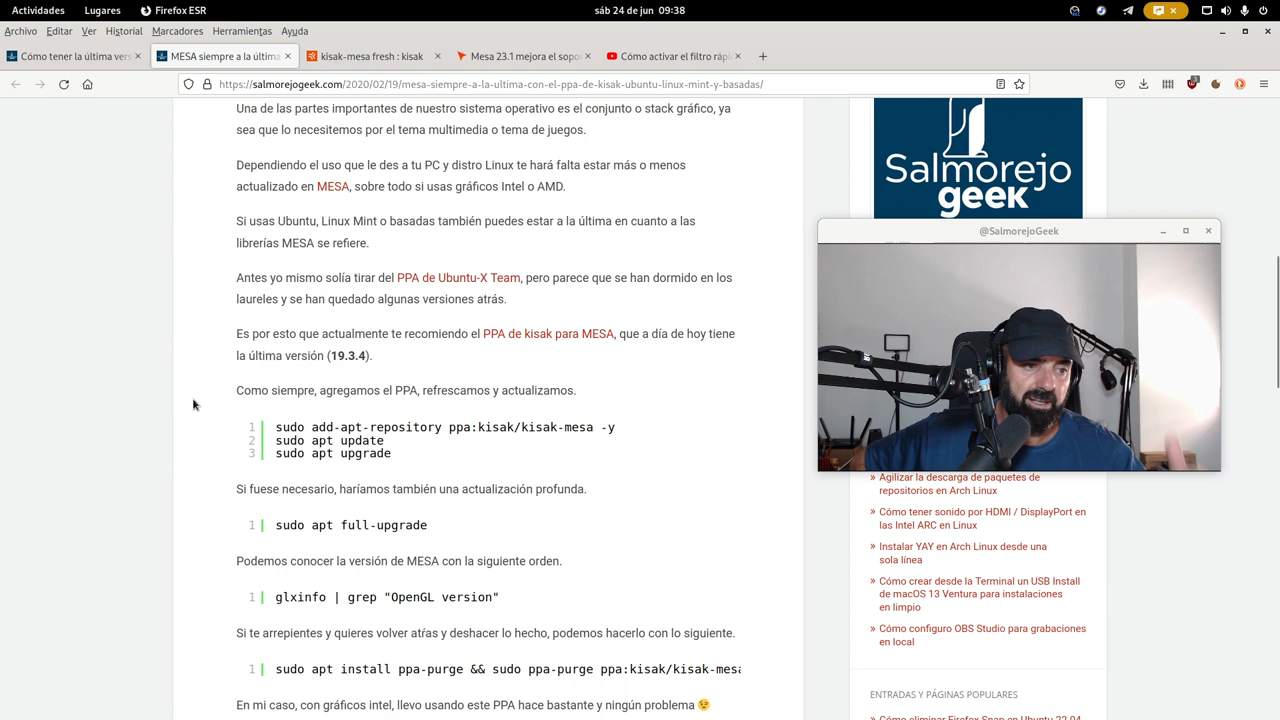 Actividades Lugares Firefox ESR sáb 24 de jun 09:38
Archivo Editar Ver Historial Marcadores Herramientas Ayuda
Cómo tener la última ver MESA siempre a la última kisak-mesa fresh : kisak Mesa 23.1 mejora el sopo Cómo activar el filtro rápi
https://salmorejogeek.com/2020/02/19/mesa-siempre-a-la-ultima-con-el-ppa-de-kisak-ubuntu-linux-mint-y-basadas/
Una de las partes importantes de nuestro sistema operativo es el conjunto o stack gráfico, ya
sea que lo necesitemos por el tema multimedia o tema de juegos.
Dependiendo el uso que le des a tu PC y distro Linux te hará falta estar más o menos
actualizado en MESA, sobre todo si usas gráficos Intel o AMD.
Si usas Ubuntu, Linux Mint o basadas también puedes estar a la última en cuanto a las
librerías MESA se refiere.
Antes yo mismo solía tirar del PPA de Ubuntu-X Team, pero parece que se han dormido en los
laureles y se han quedado algunas versiones atrás.
Es por esto que actualmente te recomiendo el PPA de kisak para MESA, que a día de hoy tiene
la última versión (19.3.4).
Como siempre, agregamos el PPA, refrescamos y actualizamos.
1 sudo add-apt-repository ppa:kisak/kisak-mesa -y
2 sudo apt update
3 sudo apt upgrade
Si fuese necesario, haríamos también una actualización profunda.
1 sudo apt full-upgrade
Podemos conocer la versión de MESA con la siguiente orden.
1 glxinfo | grep "OpenGL version"
Si te arrepientes y quieres volver atŕas y deshacer lo hecho, podemos hacerlo con lo siguiente.
1 sudo apt install ppa-purge && sudo ppa-purge ppa:kisak/kisak-mesa
En mi caso, con gráficos intel, llevo usando este PPA hace bastante y ningún problema 😉
Salmorejo
geek
@SalmorejoGeek
» Agilizar la descarga de paquetes de
repositorios en Arch Linux
» Cómo tener sonido por HDMI / DisplayPort en
las Intel ARC en Linux
» Instalar YAY en Arch Linux desde una
sola línea
» Cómo crear desde la Terminal un USB Install
de macOS 13 Ventura para instalaciones
en limpio
» Cómo configuro OBS Studio para grabaciones
en local
ENTRADAS Y PÁGINAS POPULARES
» Cómo eliminar Firefox Snap en Ubuntu 22.04